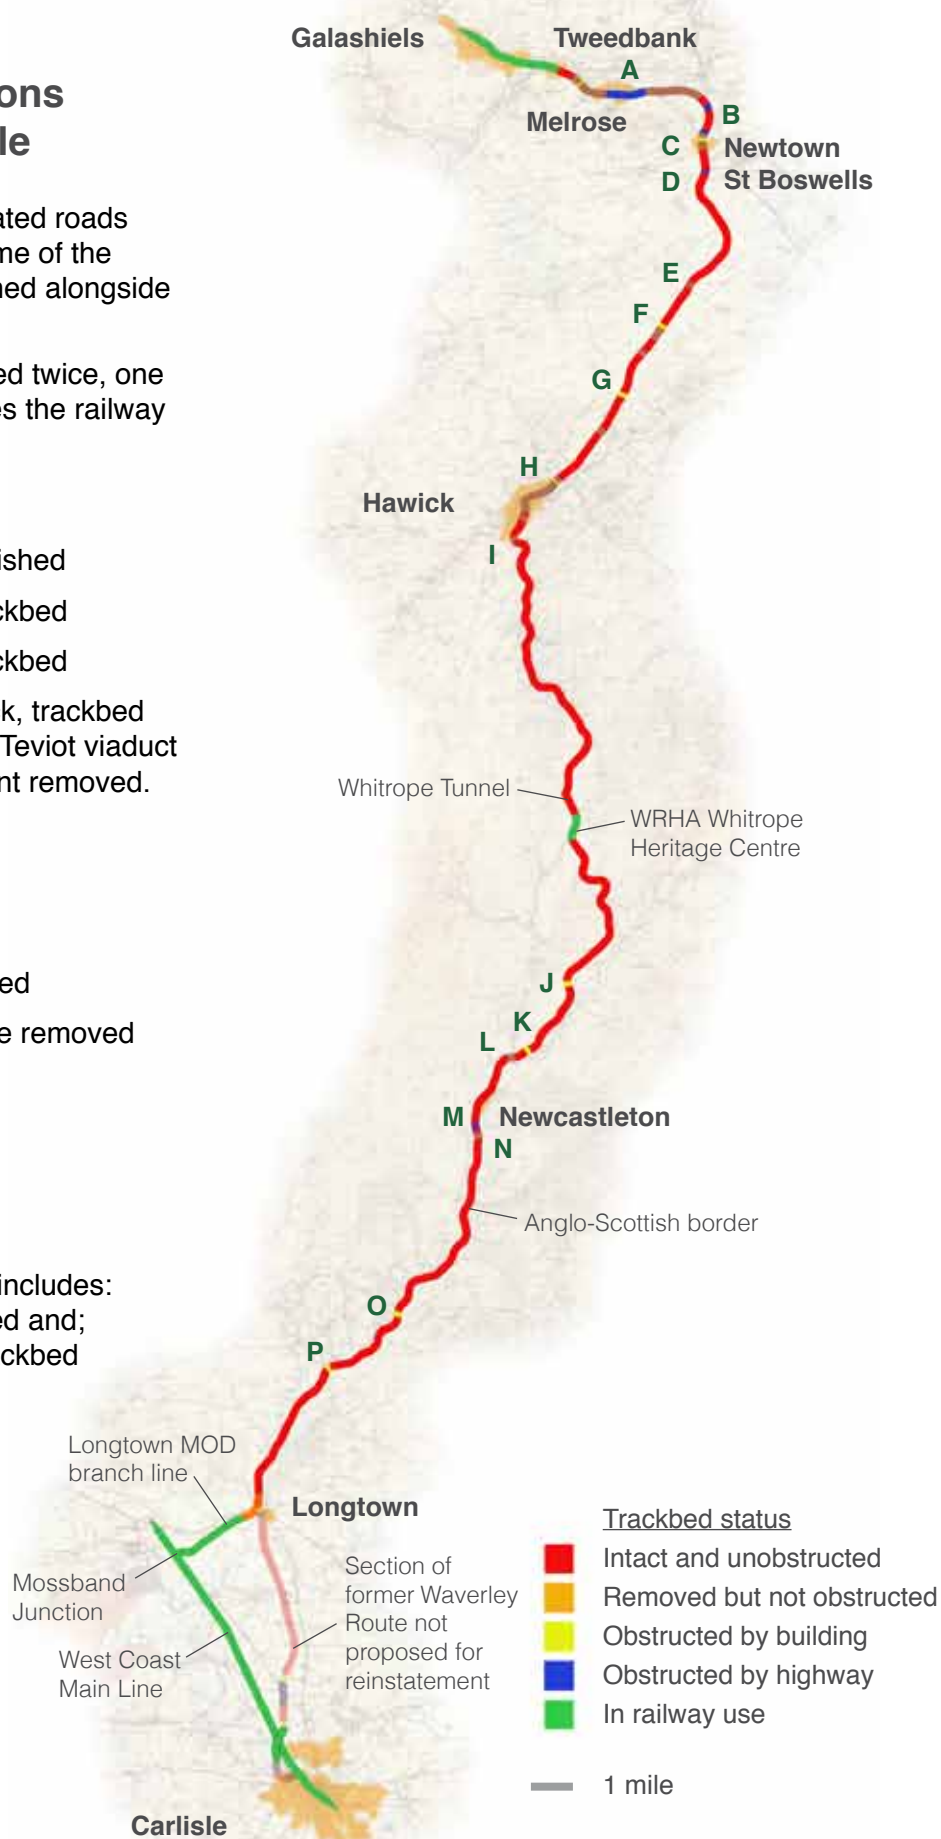 ons
le
ated roads
me of the
ned alongside
ed twice, one
es the railway
ished
ckbed
ckbed
k, trackbed
Teviot viaduct
nt removed.
ed
e removed
includes:
ed and;
ckbed
Galashiels
Tweedbank
A
Melrose
B
C
Newtown
D
St Boswells
E
F
G
H
Hawick
I
Whitrope Tunnel
WRHA Whitrope
Heritage Centre
J
K
L
M
Newcastleton
N
Anglo-Scottish border
O
P
Longtown MOD
branch line
Longtown
Mossband
Junction
Section of
former Waverley
Route not
proposed for
reinstatement
West Coast
Main Line
Carlisle
Trackbed status
Intact and unobstructed
Removed but not obstructed
Obstructed by building
Obstructed by highway
In railway use
1 mile